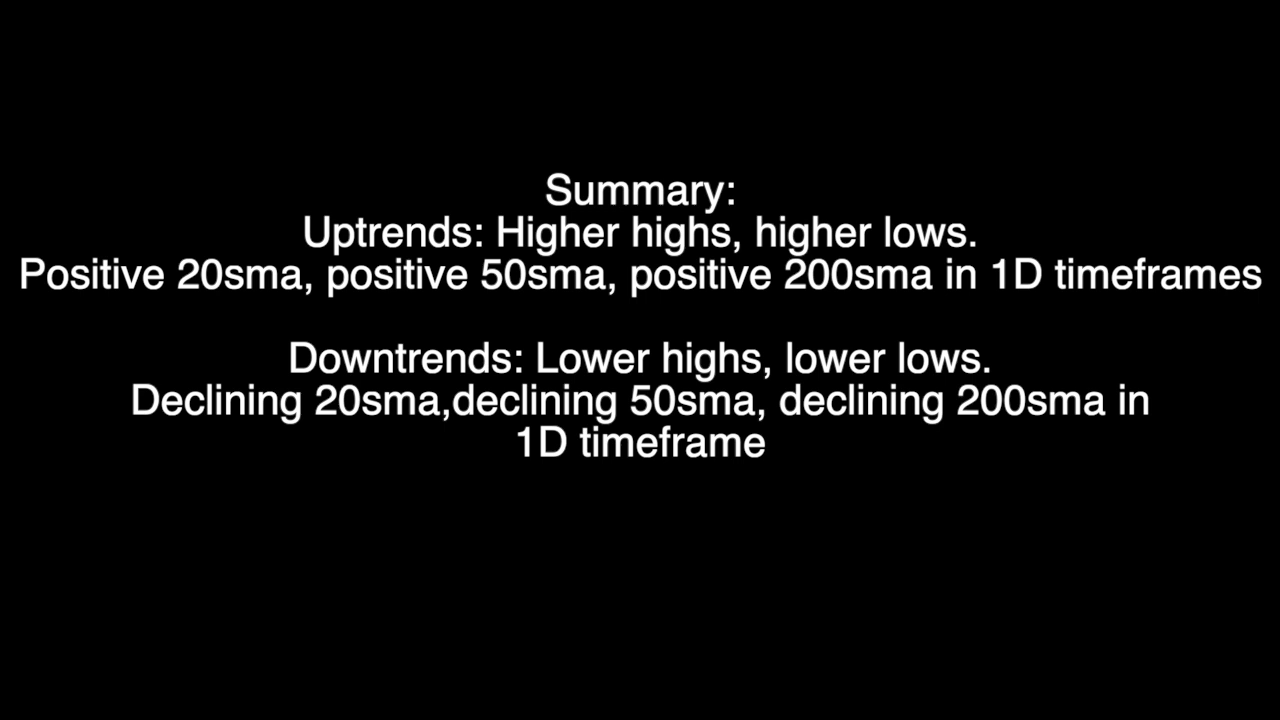 Summary:
Uptrends: Higher highs, higher lows.
Positive 20sma, positive 50sma, positive 200sma in 1D timeframes
Downtrends: Lower highs, lower lows.
Declining 20sma,declining 50sma, declining 200sma in
1D timeframe